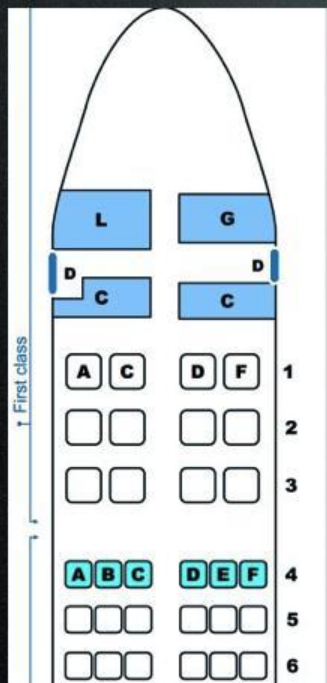 L G
D D
C C
First class
A C D F 1
2
3
A B C D E F 4
5
6